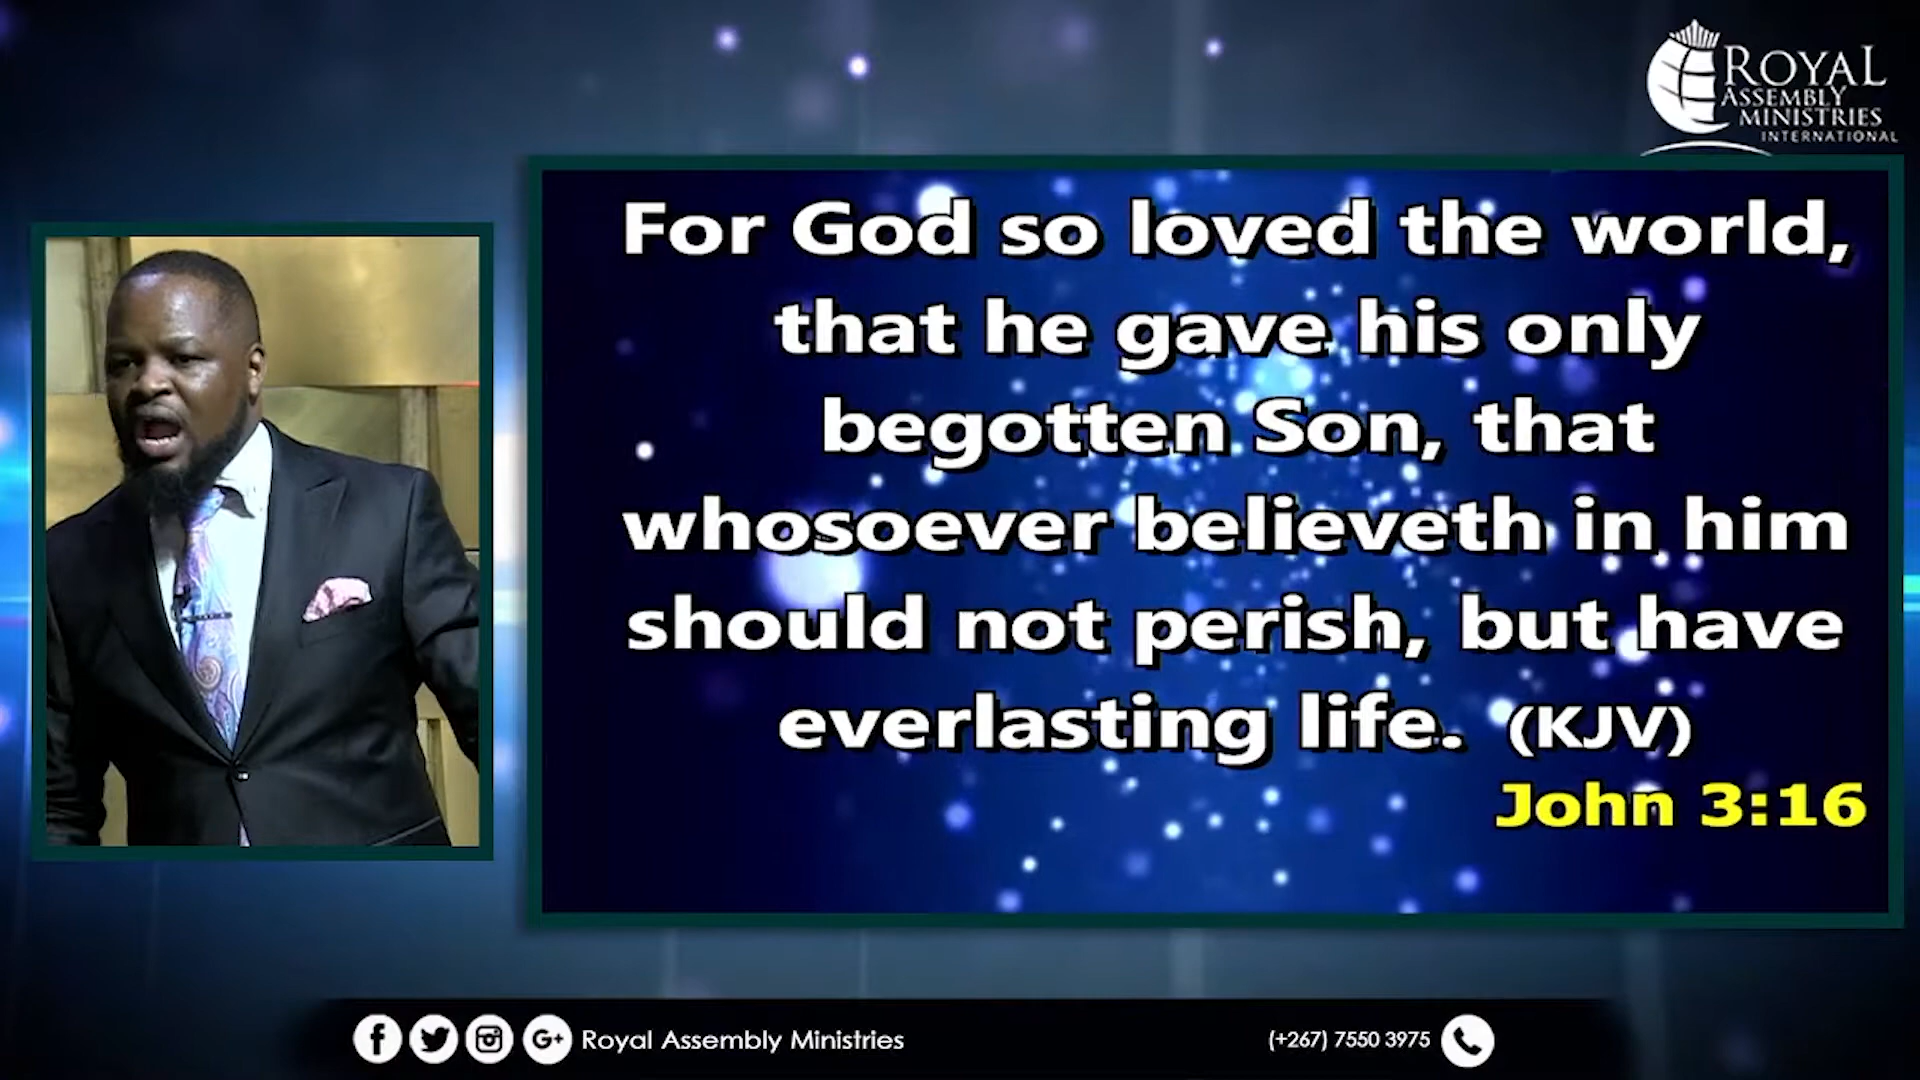 ROYAL
ASSEMBLY
MINISTRIES
INTERNATIONAL
For God so loved the world,
that he gave his only
begotten Son, that
whosoever believeth in him
should not perish, but have
everlasting life. (KJV)
John 3:16
f G+ Royal Assembly Ministries
(+267) 7550 3975